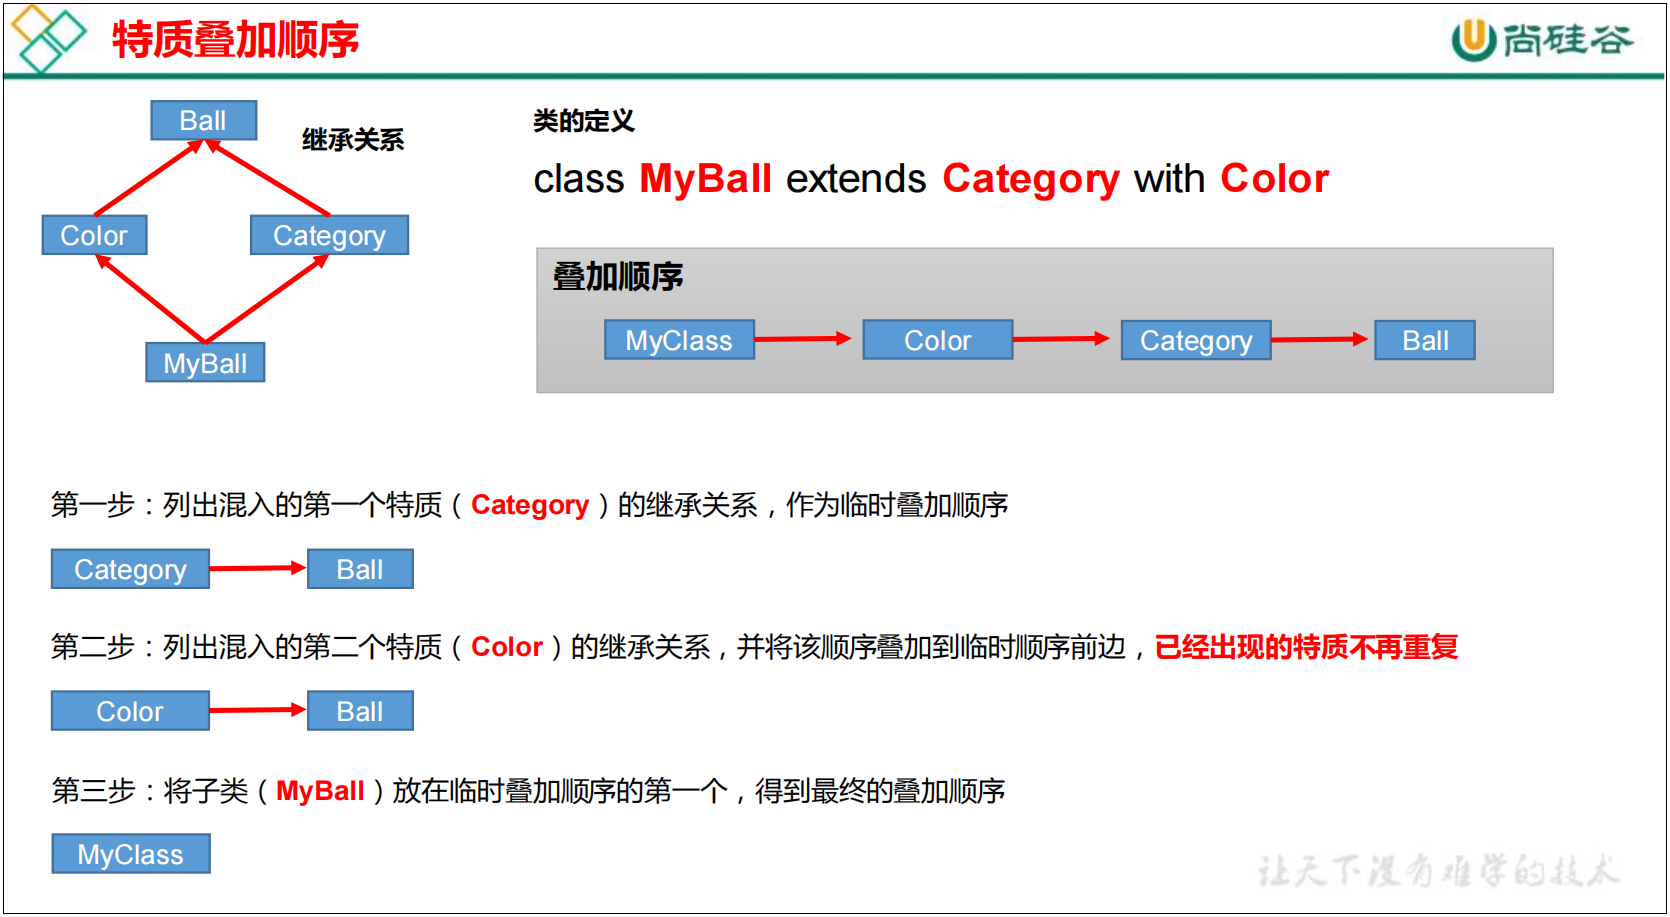 特质叠加顺序
尚硅谷
Ball
继承关系
Color
Category
MyBall
类的定义
class MyBall extends Category with Color
叠加顺序
MyClass
Color
Category
Ball
第一步：列出混入的第一个特质（Category）的继承关系，作为临时叠加顺序
Category
Ball
第二步：列出混入的第二个特质（Color）的继承关系，并将该顺序叠加到临时顺序前边，已经出现的特质不再重复
Color
Ball
第三步：将子类（MyBall）放在临时叠加顺序的第一个，得到最终的叠加顺序
MyClass
让天下没有难学的技术